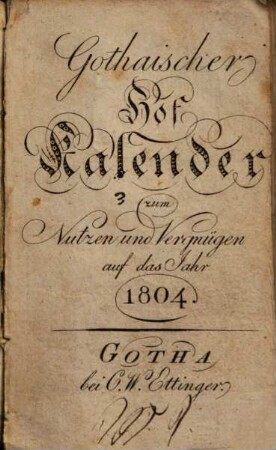 Gothaischer
Hof
Kalender
zum
Nutzen und Vergnügen
auf das Jahr
1804.
GOTHA
bei C. W. Ettinger.